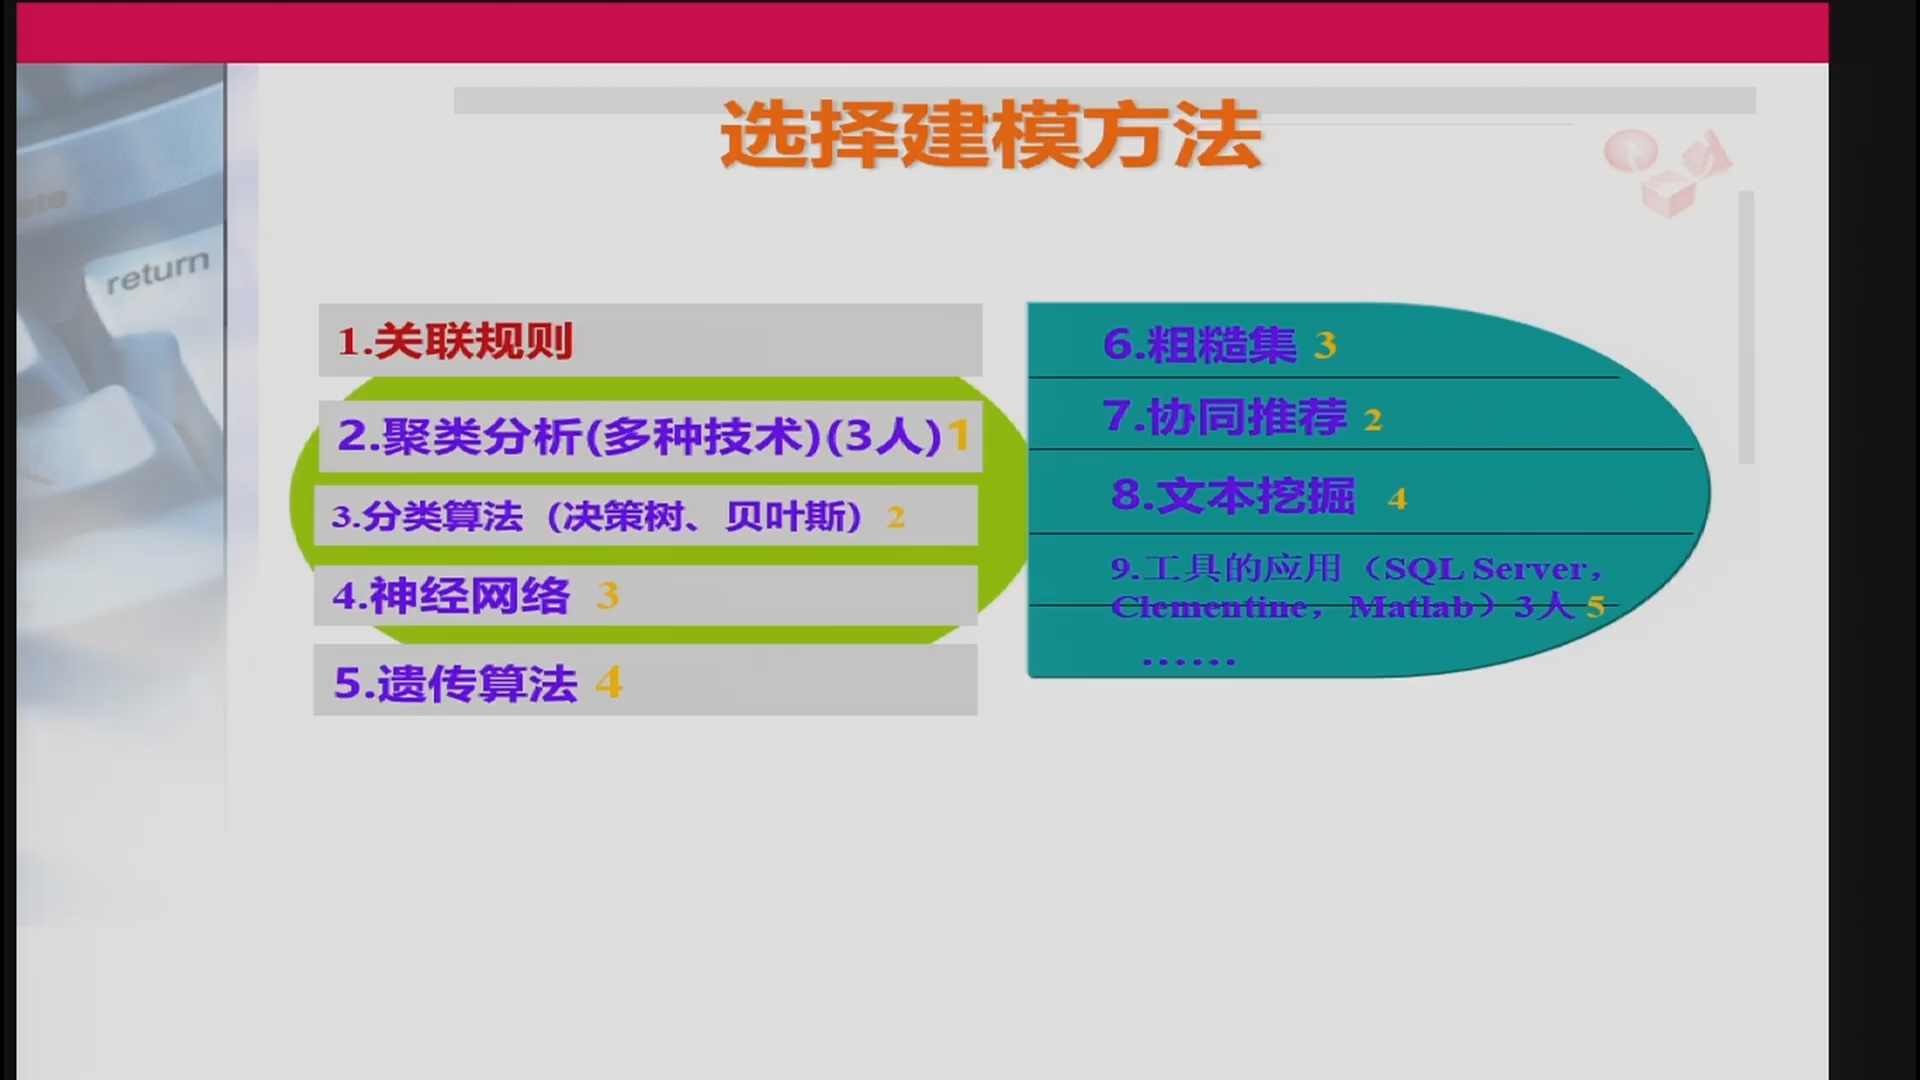 选择建模方法
return
1.关联规则
2.聚类分析(多种技术)(3人)1
3.分类算法（决策树、贝叶斯） 2
4.神经网络 3
5.遗传算法 4
6.粗糙集 3
7.协同推荐 2
8.文本挖掘 4
9.工具的应用（SQL Server，
Clementine， Matlab）3人 5
......